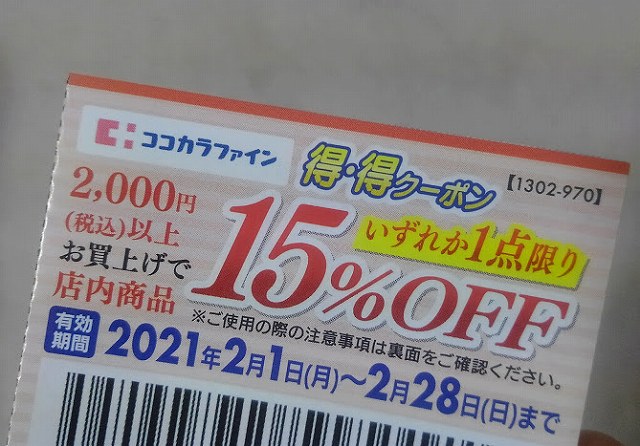 ココカラファイン
得・得クーポン
【1302-970】
2,000円
(税込)以上
お買上げで
店内商品
いずれか1点限り
15%OFF
※ご使用の際の注意事項は裏面をご確認ください。
有効
期間
2021年2月1日(月)～2月28日(日)まで